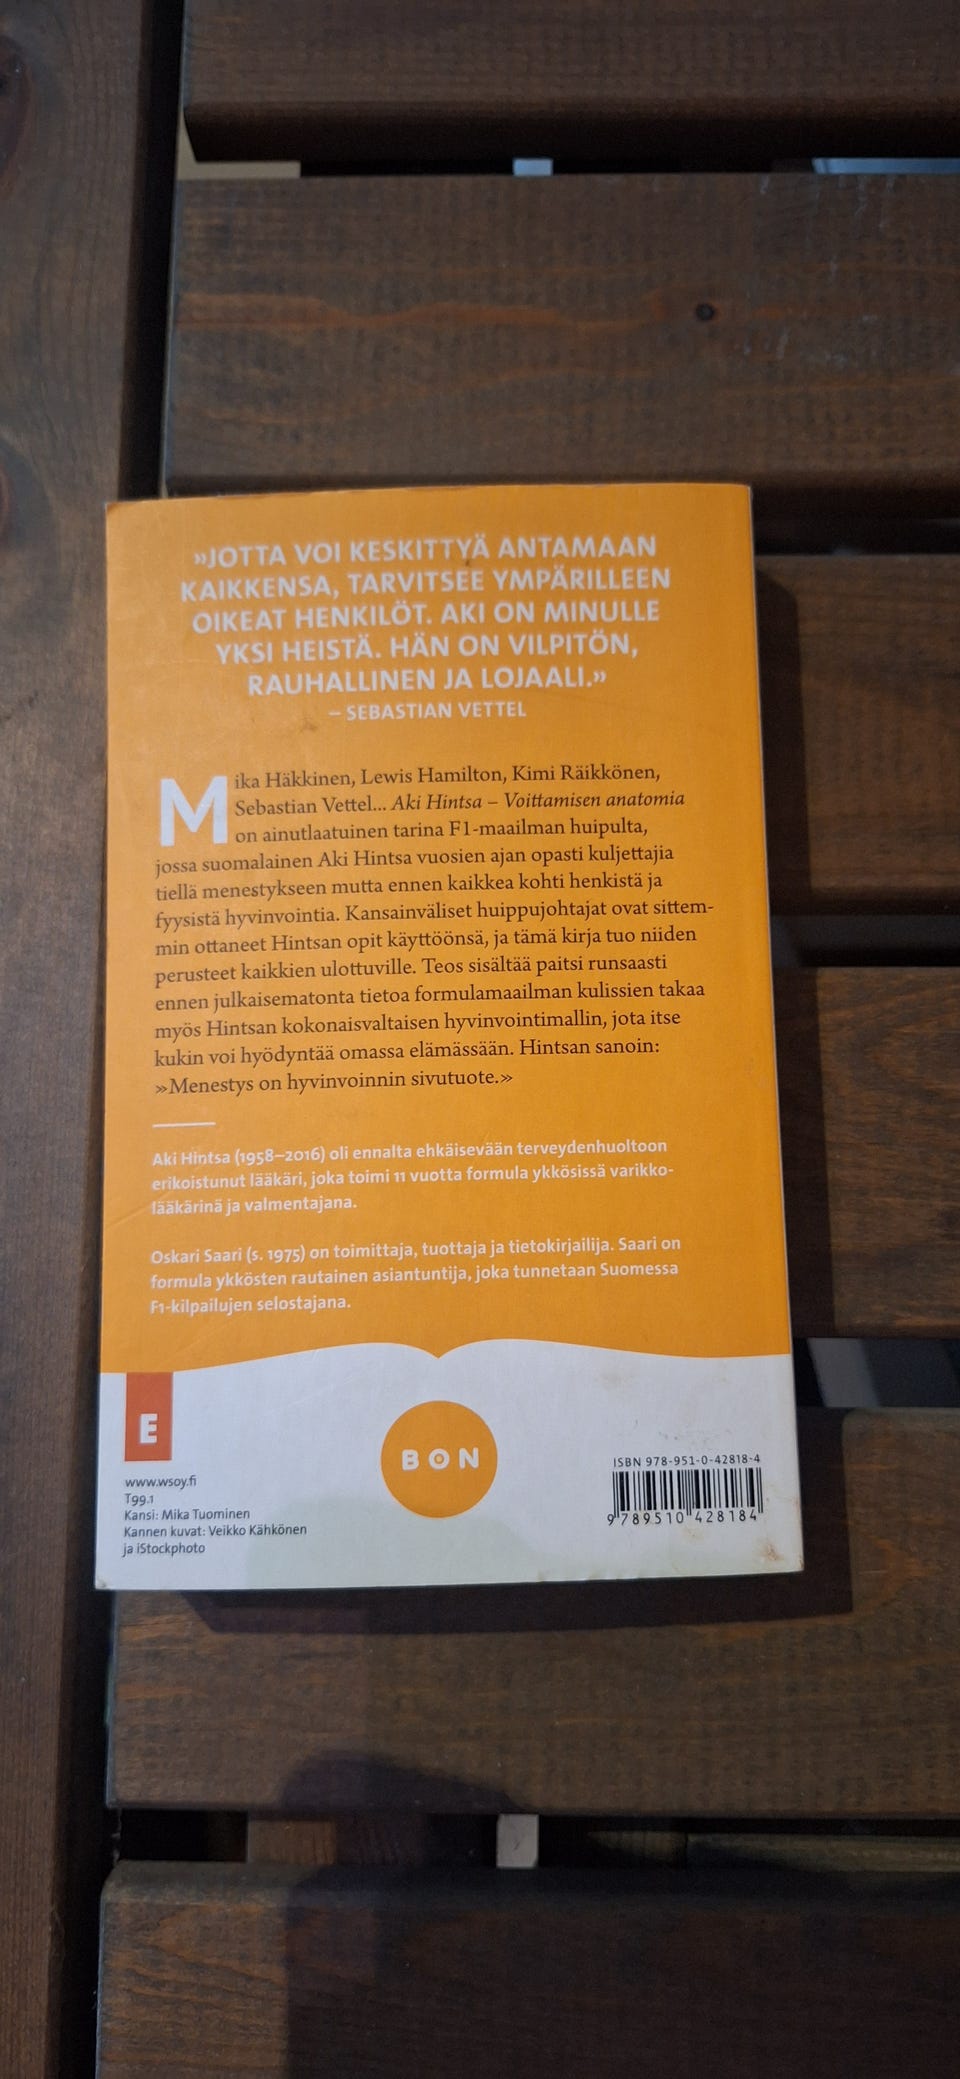 »JOTTA VOI KESKITTYÄ ANTAMAAN
KAIKKENSA, TARVITSEE YMPÄRILLEEN
OIKEAT HENKILÖT. AKI ON MINULLE
YKSI HEISTÄ. HÄN ON VILPITÖN,
RAUHALLINEN JA LOJAALI.»
– SEBASTIAN VETTEL
Mika Häkkinen, Lewis Hamilton, Kimi Räikkönen,
Sebastian Vettel... Aki Hintsa – Voittamisen anatomia
on ainutlaatuinen tarina F1-maailman huipulta,
jossa suomalainen Aki Hintsa vuosien ajan opasti kuljettajia
tiellä menestykseen mutta ennen kaikkea kohti henkistä ja
fyysistä hyvinvointia. Kansainväliset huippujohtajat ovat sittem-
min ottaneet Hintsan opit käyttöönsä, ja tämä kirja tuo niiden
perusteet kaikkien ulottuville. Teos sisältää paitsi runsaasti
ennen julkaisematonta tietoa formulamaailman kulissien takaa
myös Hintsan kokonaisvaltaisen hyvinvointimallin, jota itse
kukin voi hyödyntää omassa elämässään. Hintsan sanoin:
»Menestys on hyvinvoinnin sivutuote.»
Aki Hintsa (1958–2016) oli ennalta ehkäisevään terveydenhuoltoon
erikoistunut lääkäri, joka toimi 11 vuotta formula ykkösissä varikko-
lääkärinä ja valmentajana.
Oskari Saari (s. 1975) on toimittaja, tuottaja ja tietokirjailija. Saari on
formula ykkösten rautainen asiantuntija, joka tunnetaan Suomessa
F1-kilpailujen selostajana.
E
BON
www.wsoy.fi
T99.1
Kansi: Mika Tuominen
Kannen kuvat: Veikko Kähkönen
ja iStockphoto
ISBN 978-951-0-42818-4
9 789510 428184